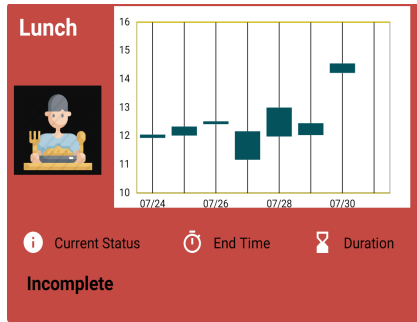 Lunch
16
15
14
13
12
11
10
07/24 07/26 07/28 07/30
Current Status End Time Duration
Incomplete